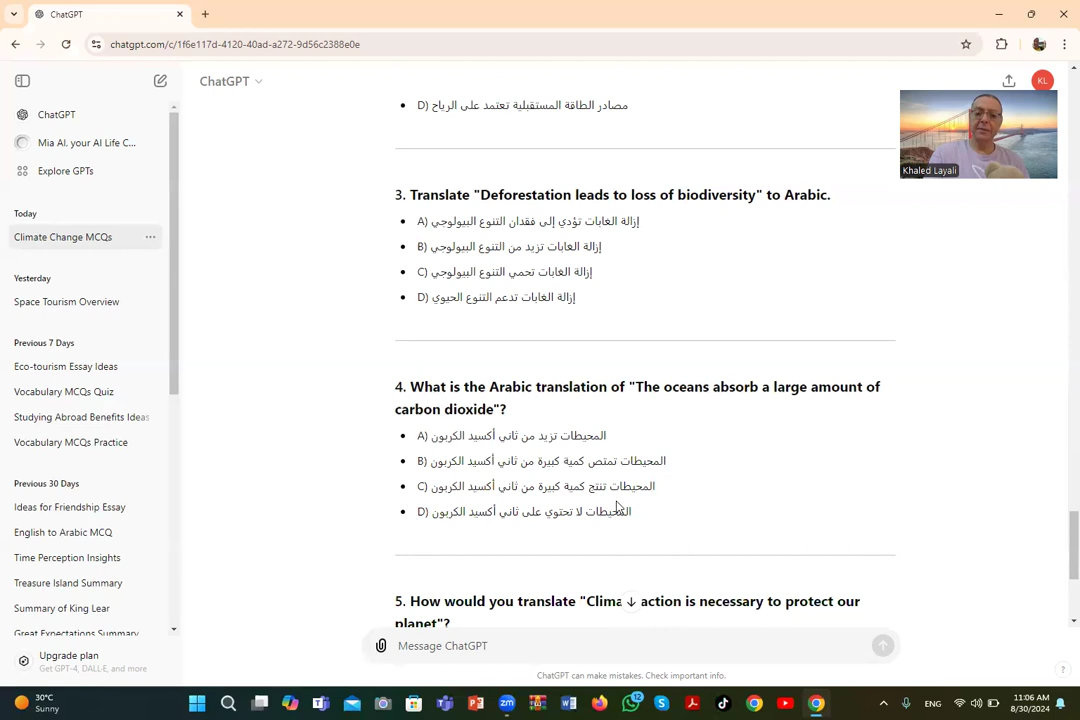 ChatGPT
chatgpt.com/c/1f6e117d-4120-40ad-a272-9d56c2388e0e
ChatGPT
KL
ChatGPT
Mia AI, your AI Life C...
Explore GPTs
Today
Climate Change MCQs
Yesterday
Space Tourism Overview
Previous 7 Days
Eco-tourism Essay Ideas
Vocabulary MCQs Quiz
Studying Abroad Benefits Ideas
Vocabulary MCQs Practice
Previous 30 Days
Ideas for Friendship Essay
English to Arabic MCQ
Time Perception Insights
Treasure Island Summary
Summary of King Lear
Great Expectations Summary
Upgrade plan
Get GPT-4, DALL-E, and more
Khaled Layali
D) مصادر الطاقة المستقبلية تعتمد على الرياح
3. Translate "Deforestation leads to loss of biodiversity" to Arabic.
A) إزالة الغابات تؤدي إلى فقدان التنوع البيولوجي
B) إزالة الغابات تزيد من التنوع البيولوجي
C) إزالة الغابات تحمي التنوع البيولوجي
D) إزالة الغابات تدعم التنوع الحيوي
4. What is the Arabic translation of "The oceans absorb a large amount of
carbon dioxide"?
A) المحيطات تزيد من ثاني أكسيد الكربون
B) المحيطات تمتص كمية كبيرة من ثاني أكسيد الكربون
C) المحيطات تنتج كمية كبيرة من ثاني أكسيد الكربون
D) المحيطات لا تحتوي على ثاني أكسيد الكربون
5. How would you translate "Clima action is necessary to protect our
planet"?
Message ChatGPT
ChatGPT can make mistakes. Check important info.
?
30°C
Sunny
12
ENG
11:06 AM
8/30/2024